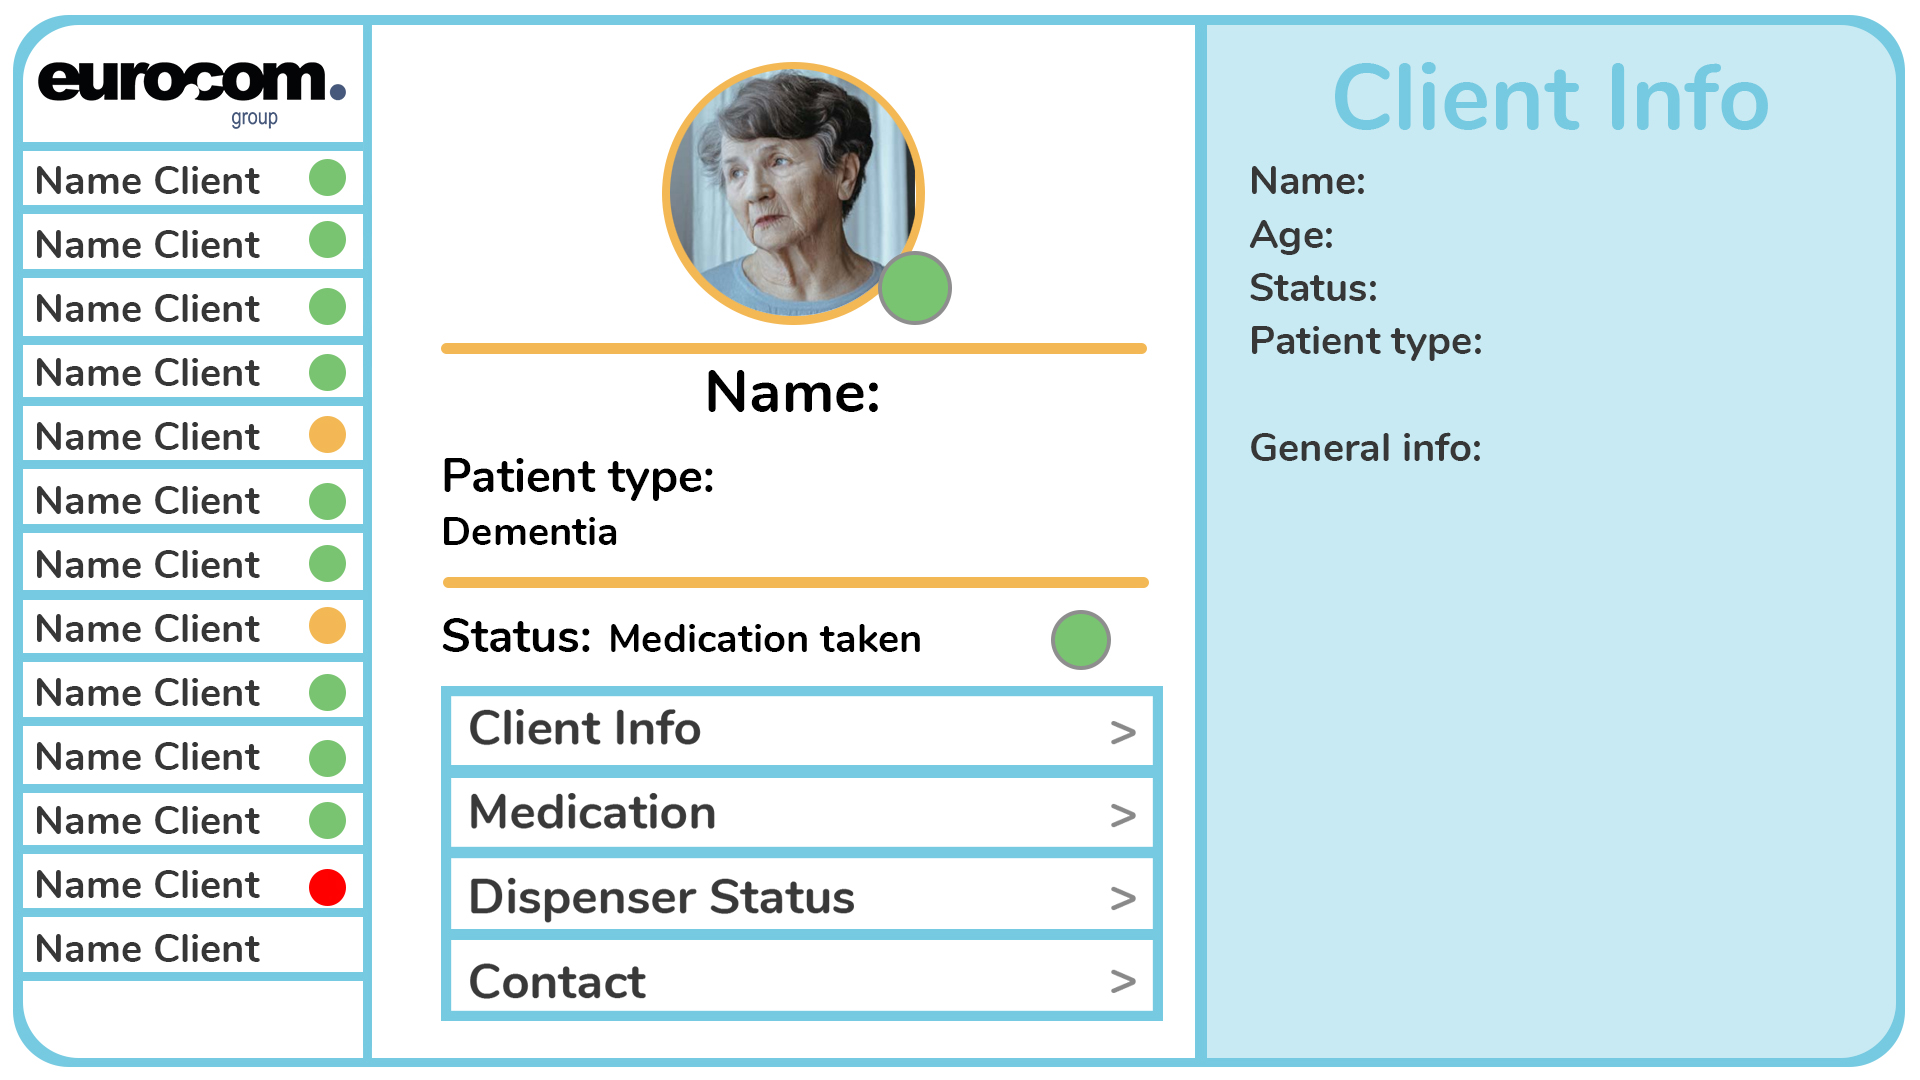 eurocom.
group
Name Client
Name Client
Name Client
Name Client
Name Client
Name Client
Name Client
Name Client
Name Client
Name Client
Name Client
Name Client
Name Client
Name:
Patient type:
Dementia
Status: Medication taken
Client Info >
Medication >
Dispenser Status >
Contact >
Client Info
Name:
Age:
Status:
Patient type:
General info: